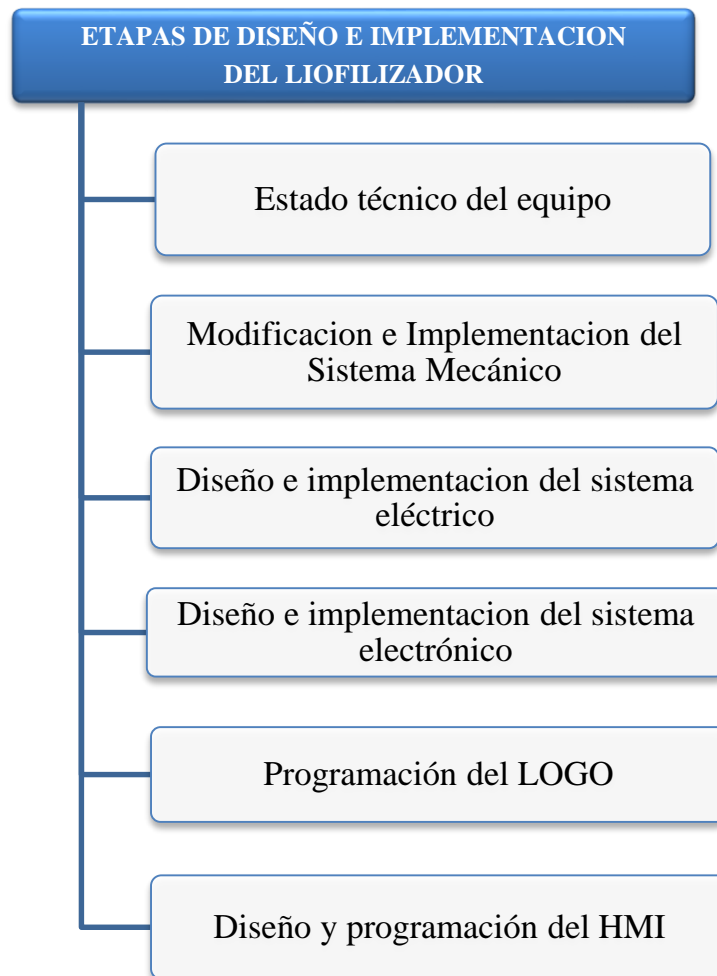 ETAPAS DE DISEÑO E IMPLEMENTACION
DEL LIOFILIZADOR
Estado técnico del equipo
Modificacion e Implementacion del
Sistema Mecánico
Diseño e implementacion del sistema
eléctrico
Diseño e implementacion del sistema
electrónico
Programación del LOGO
Diseño y programación del HMI